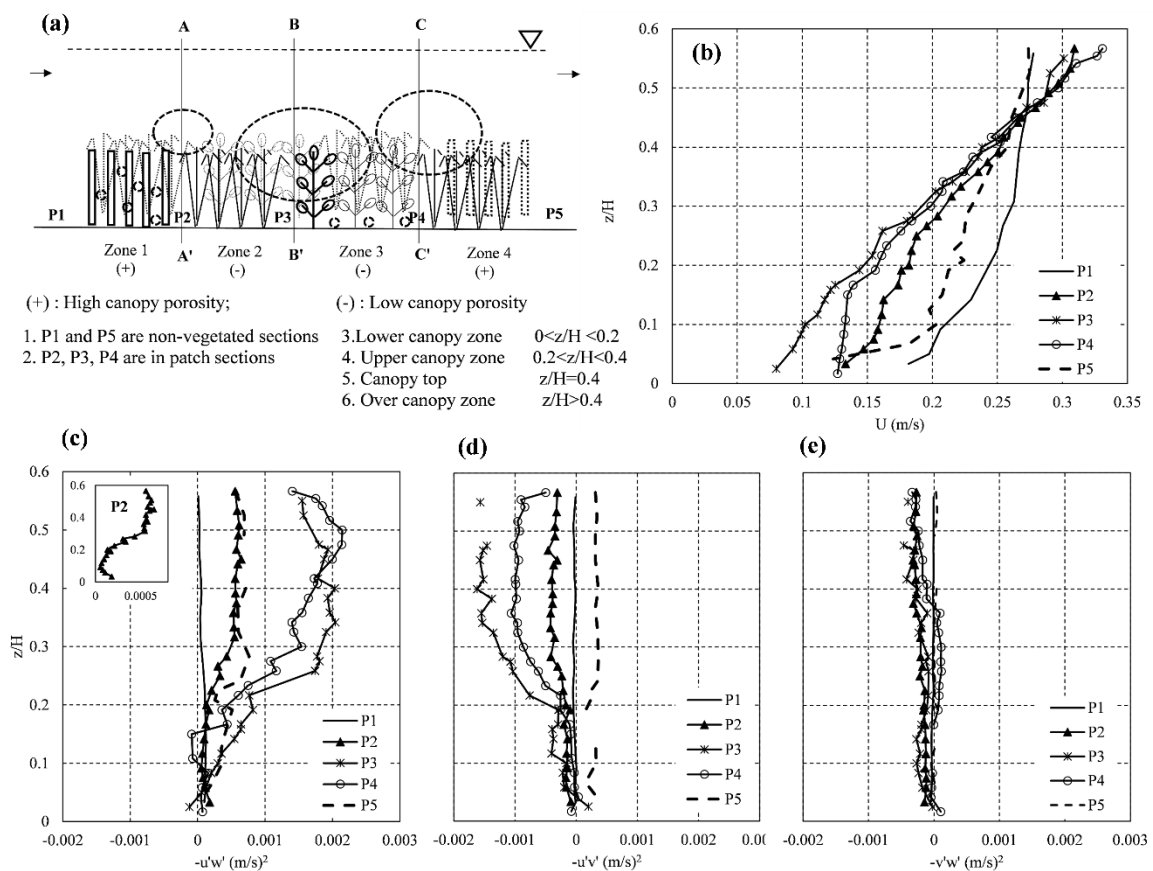 (a)
A
B
C
P1
P2
P3
P4
P5
Zone 1
(+)
A'
Zone 2
(-)
B'
Zone 3
(-)
C'
Zone 4
(+)
(+) : High canopy porosity;
(-) : Low canopy porosity
1. P1 and P5 are non-vegetated sections
2. P2, P3, P4 are in patch sections
3.Lower canopy zone 0<z/H <0.2
4. Upper canopy zone 0.2<z/H<0.4
5. Canopy top z/H=0.4
6. Over canopy zone z/H>0.4
(b)
z/H
0.6
0.5
0.4
0.3
0.2
0.1
0
0 0.05 0.1 0.15 0.2 0.25 0.3 0.35
U (m/s)
P1
P2
P3
P4
P5
(c)
z/H
0.6
0.5
0.4
0.3
0.2
0.1
0
0.6
0.4
0.2
0
P2
0 0.0005
P1
P2
P3
P4
P5
-0.002 -0.001 0 0.001 0.002 0.003
-u'w' (m/s)²
(d)
P1
P2
P3
P4
P5
-0.002 -0.001 0 0.001 0.002 0.00
-u'v' (m/s)²
(e)
P1
P2
P3
P4
P5
-0.002 -0.001 0 0.001 0.002 0.003
-v'w' (m/s)²